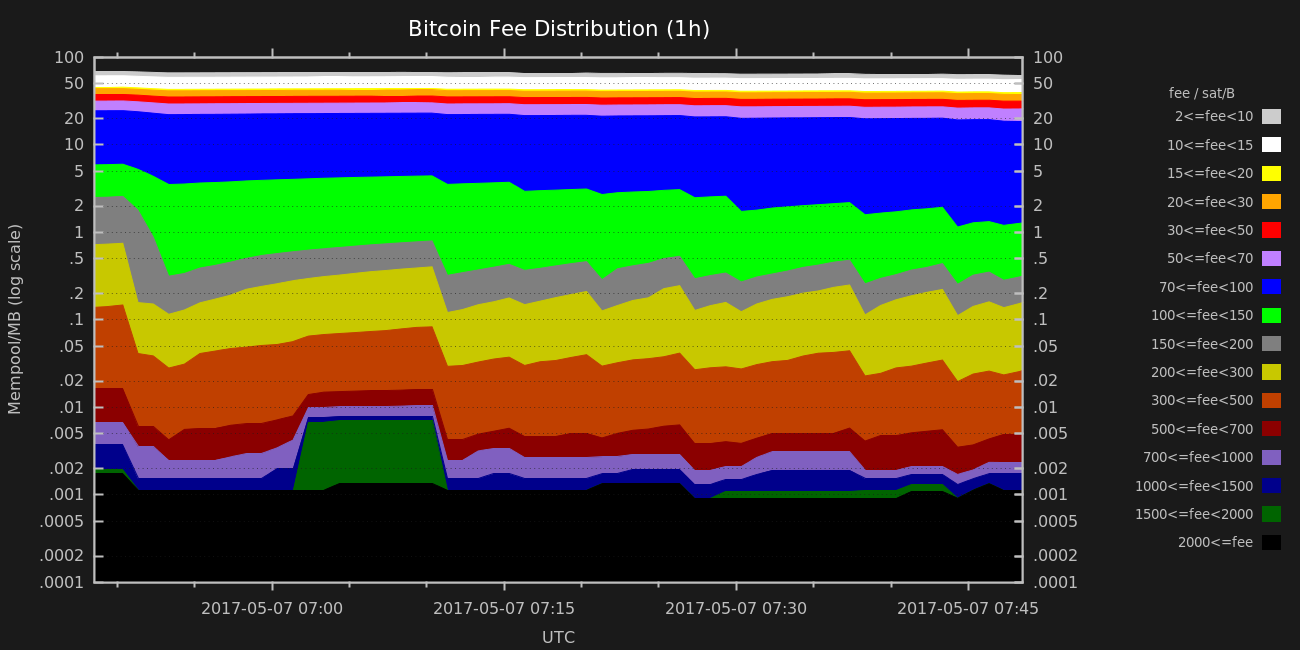 Bitcoin Fee Distribution (1h)
Mempool/MB (log scale)
100
50
20
10
5
2
1
.5
.2
.1
.05
.02
.01
.005
.002
.001
.0005
.0002
.0001
100
50
20
10
5
2
1
.5
.2
.1
.05
.02
.01
.005
.002
.001
.0005
.0002
.0001
2017-05-07 07:00
2017-05-07 07:15
2017-05-07 07:30
2017-05-07 07:45
UTC
fee / sat/B
2<=fee<10
10<=fee<15
15<=fee<20
20<=fee<30
30<=fee<50
50<=fee<70
70<=fee<100
100<=fee<150
150<=fee<200
200<=fee<300
300<=fee<500
500<=fee<700
700<=fee<1000
1000<=fee<1500
1500<=fee<2000
2000<=fee